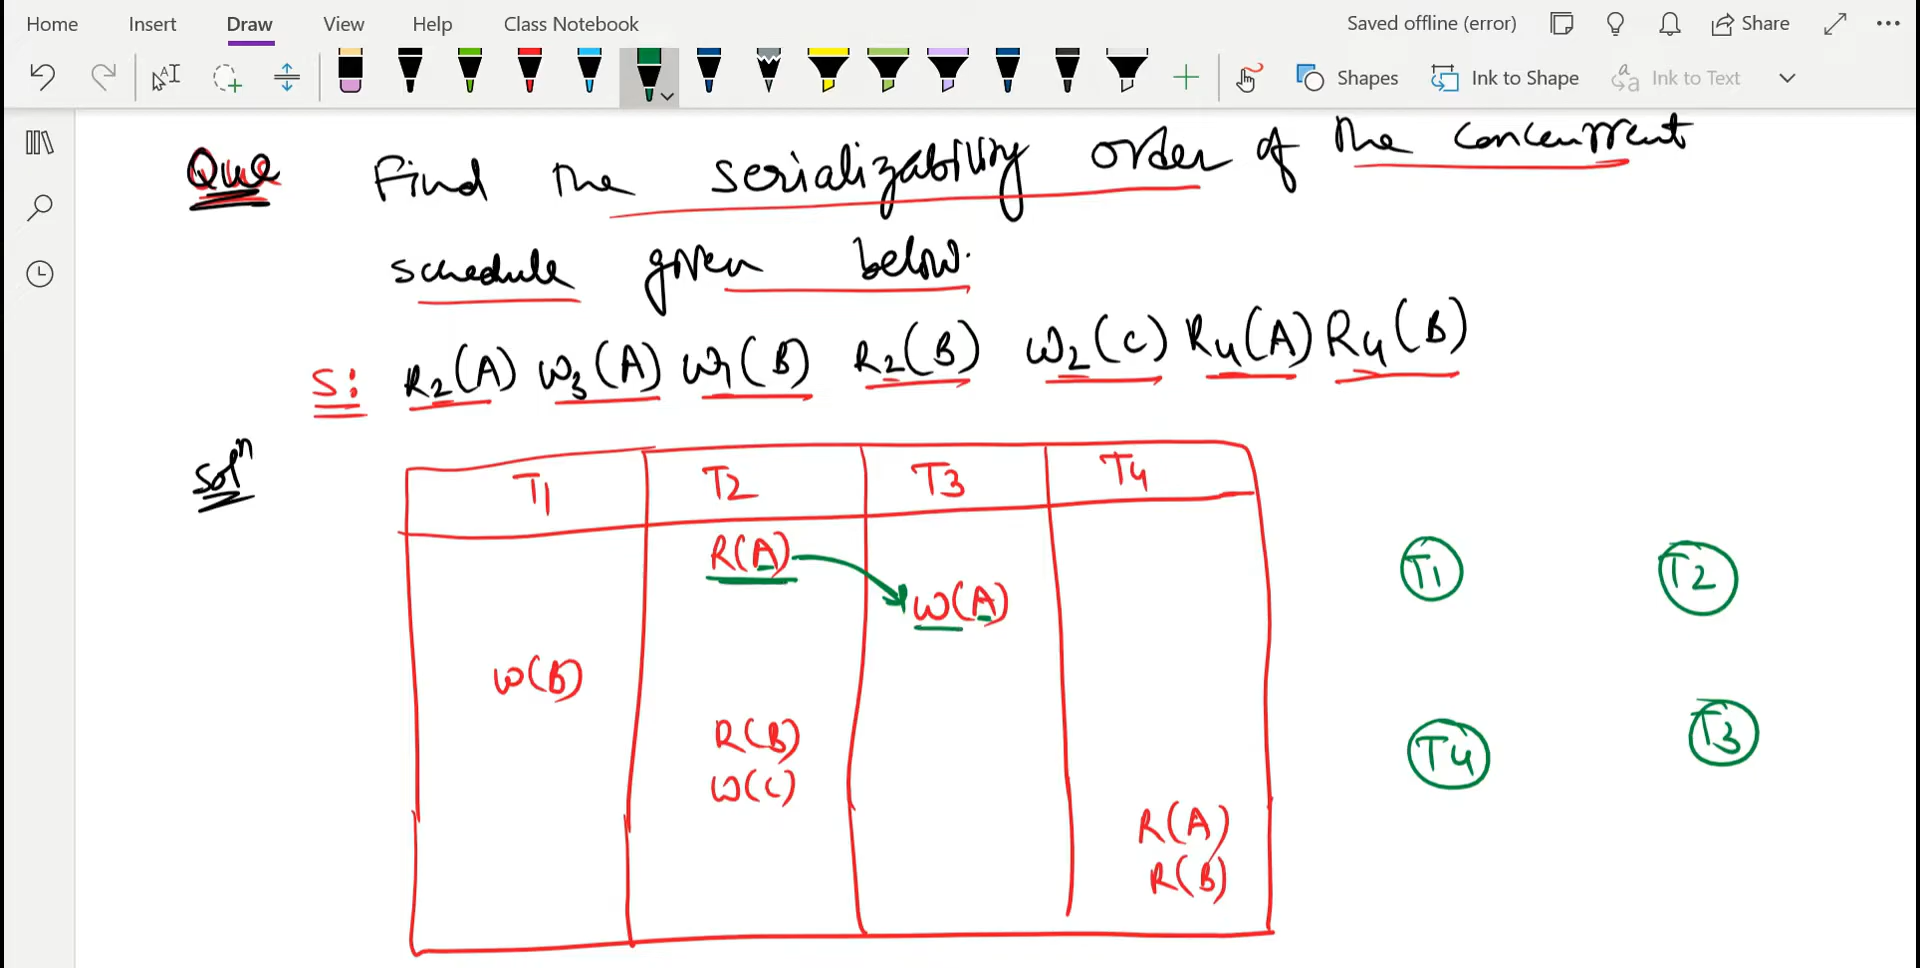 Home Insert Draw View Help Class Notebook Saved offline (error) Share
Shapes Ink to Shape Ink to Text
Que Find the serializability order of the concurrent
schedule given below.
S: R2(A) W3(A) W1(B) R2(B) W2(C) R4(A) R4(B)
Solⁿ
T1 T2 T3 T4
R(A)
W(A)
T1 T2
W(B)
R(B)
T4 T3
W(C)
R(A)
R(B)